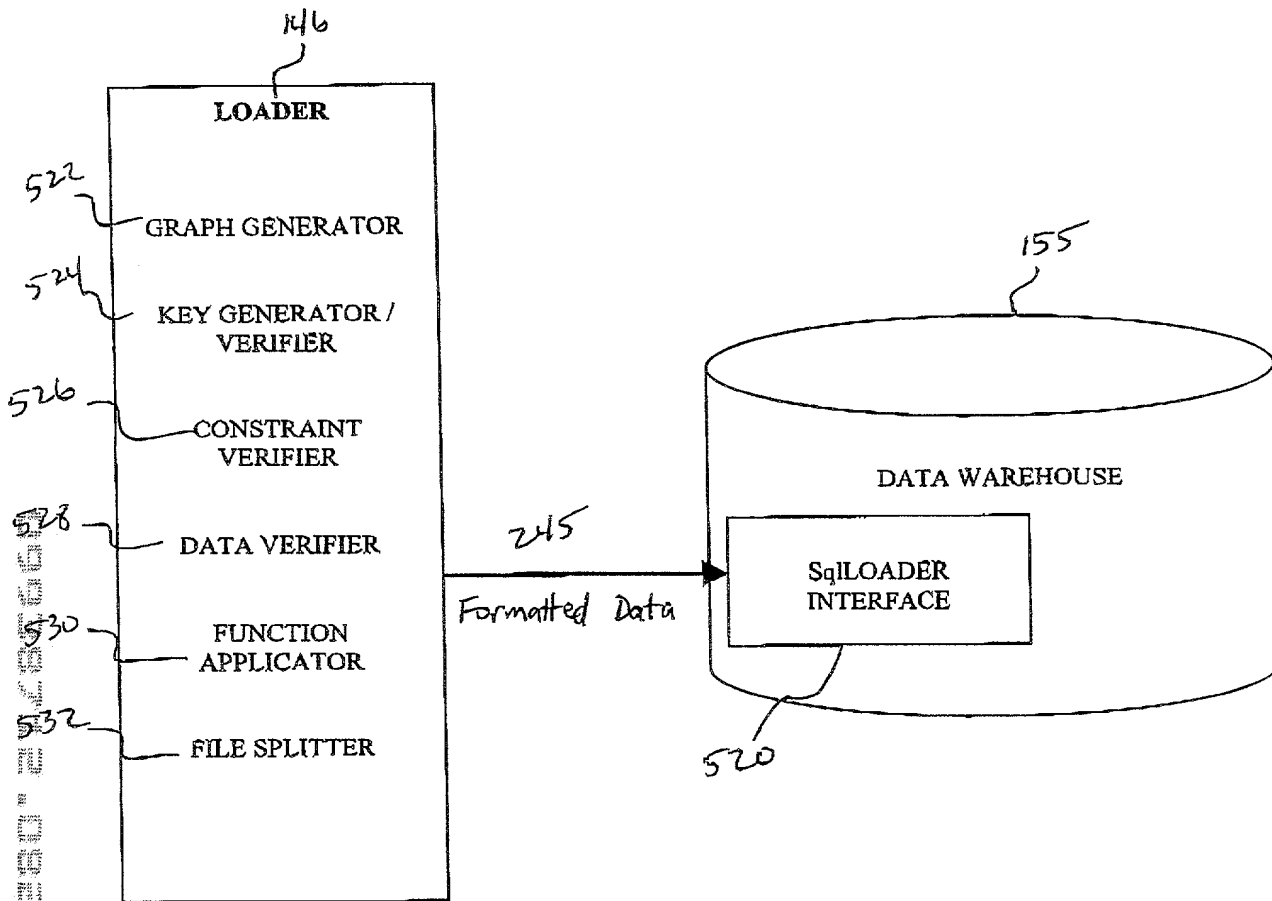 146
LOADER
522
GRAPH GENERATOR
524
KEY GENERATOR /
VERIFIER
526
CONSTRAINT
VERIFIER
528
DATA VERIFIER
530
FUNCTION
APPLICATOR
532
FILE SPLITTER
245
Formatted Data
155
DATA WAREHOUSE
SqlLOADER
INTERFACE
520